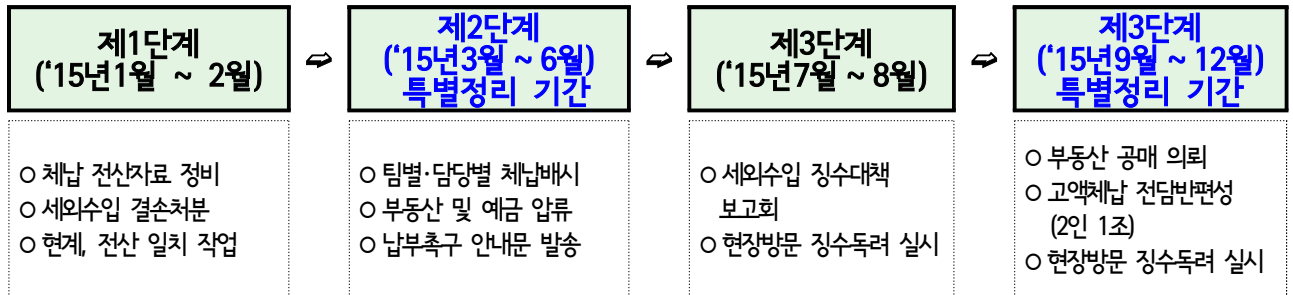 제1단계
(‘15년1월 ~ 2월)
⇨
제2단계
(‘15년3월 ~ 6월)
특별정리 기간
⇨
제3단계
(‘15년7월 ~ 8월)
⇨
제3단계
(‘15년9월 ~ 12월)
특별정리 기간
○ 체납 전산자료 정비
○ 세외수입 결손처분
○ 현계, 전산 일치 작업
○ 팀별·담당별 체납배시
○ 부동산 및 예금 압류
○ 납부촉구 안내문 발송
○ 세외수입 징수대책
보고회
○ 현장방문 징수독려 실시
○ 부동산 공매 의뢰
○ 고액체납 전담반편성
(2인 1조)
○ 현장방문 징수독려 실시